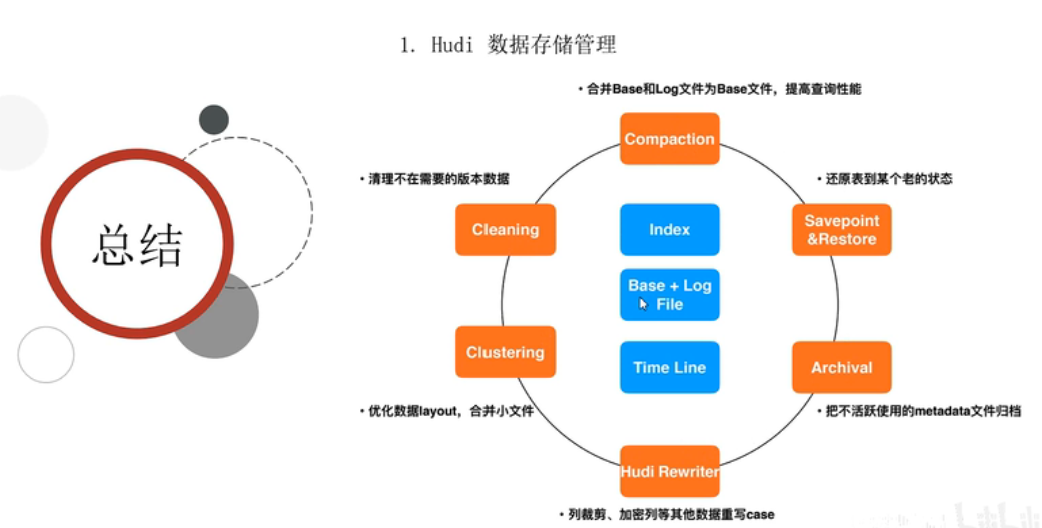 1. Hudi 数据存储管理
总结
• 合并Base和Log文件为Base文件，提高查询性能
Compaction
• 清理不在需要的版本数据
• 还原表到某个老的状态
Cleaning
Index
Savepoint
&Restore
Base + Log
File
Clustering
Time Line
Archival
• 优化数据layout，合并小文件
• 把不活跃使用的metadata文件归档
Hudi Rewriter
• 列裁剪、加密列等其他数据重写case